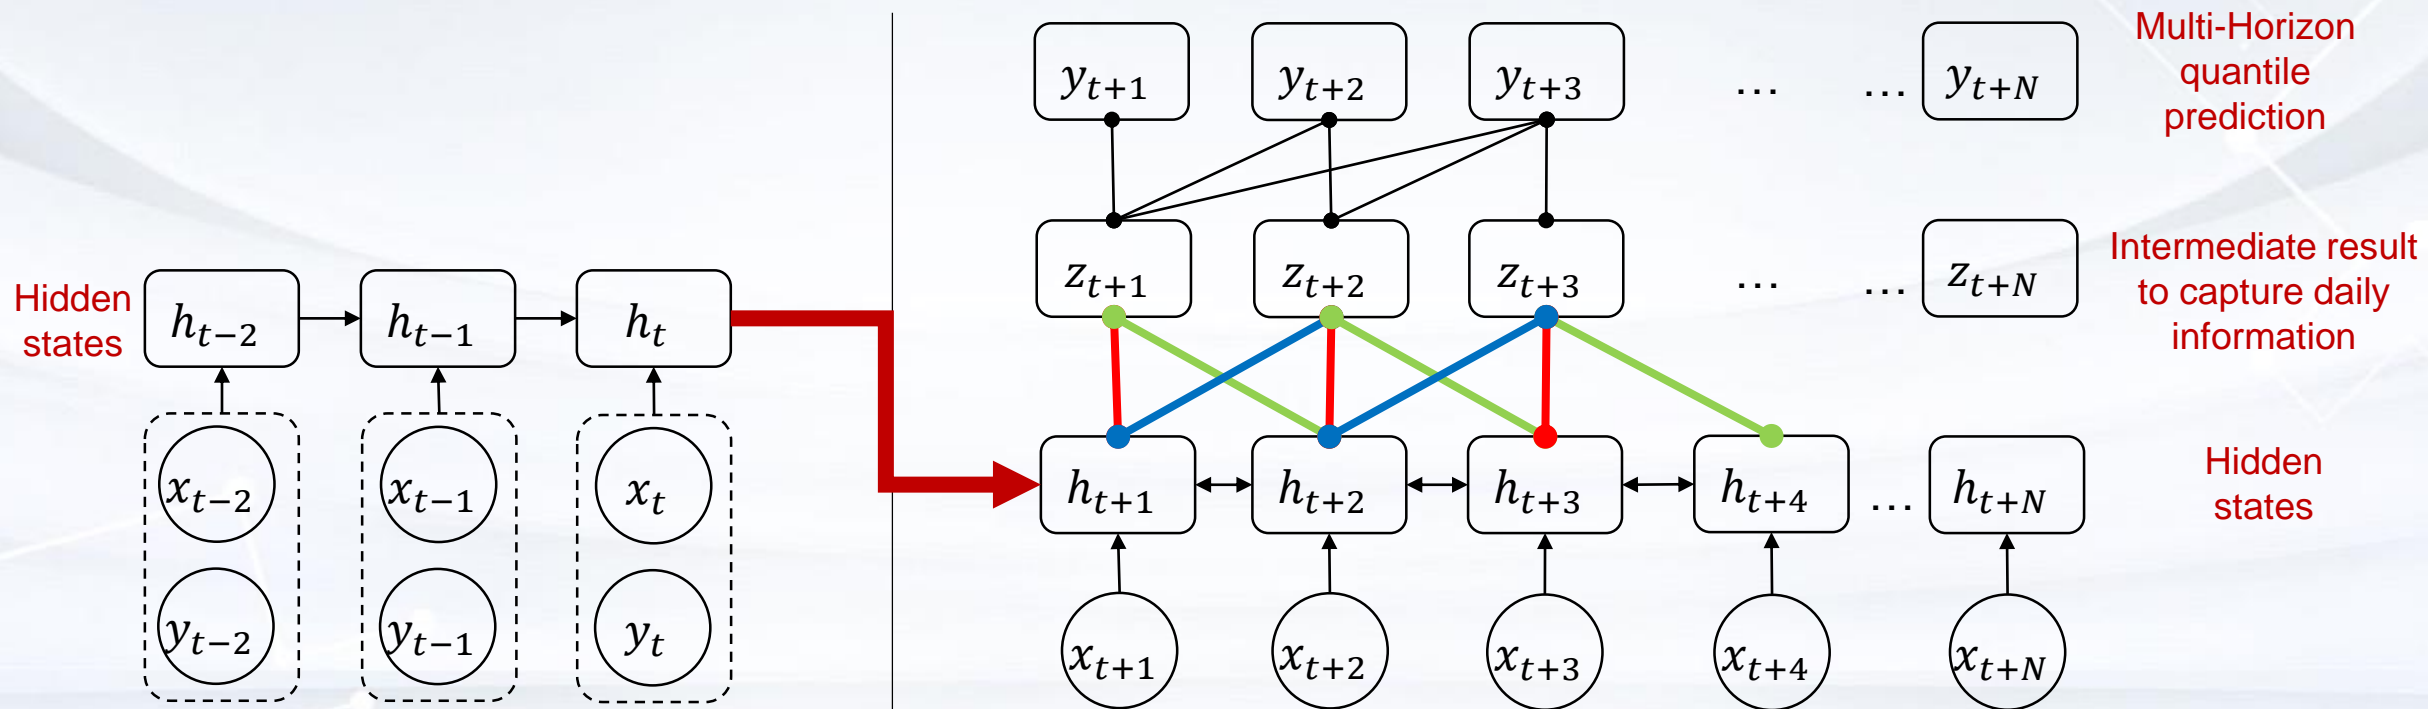 y_{t+1} y_{t+2} y_{t+3} ... ... y_{t+N}
Multi-Horizon
quantile
prediction
z_{t+1} z_{t+2} z_{t+3} ... ... z_{t+N}
Intermediate result
to capture daily
information
Hidden
states
h_{t−2} h_{t−1} h_t
h_{t+1} h_{t+2} h_{t+3} h_{t+4} ... h_{t+N}
Hidden
states
x_{t−2} x_{t−1} x_t
y_{t−2} y_{t−1} y_t
x_{t+1} x_{t+2} x_{t+3} x_{t+4} x_{t+N}